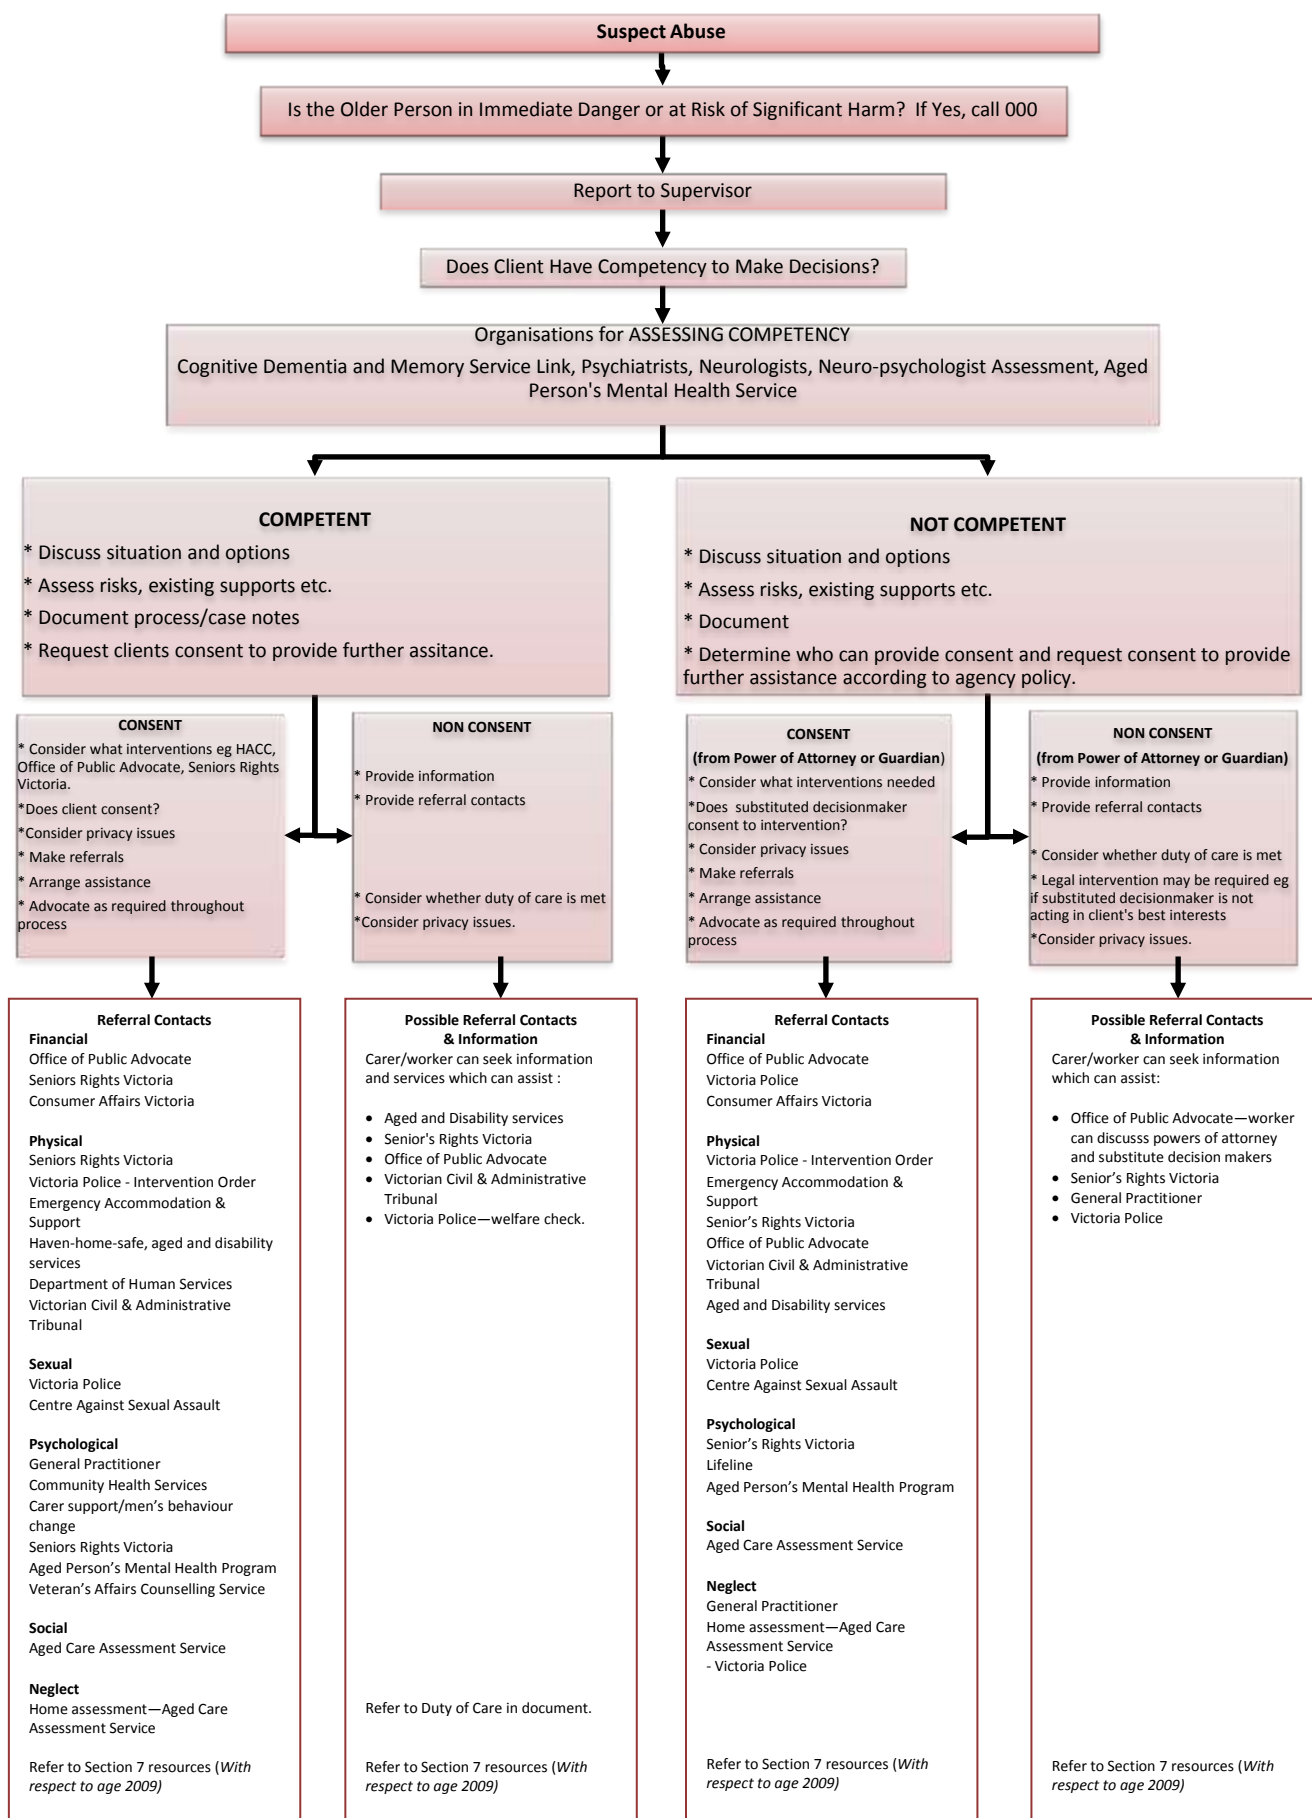 Suspect Abuse
Is the Older Person in Immediate Danger or at Risk of Significant Harm?  If Yes, call 000
Report to Supervisor
Does Client Have Competency to Make Decisions?
Organisations for ASSESSING COMPETENCY
Cognitive Dementia and Memory Service Link, Psychiatrists, Neurologists, Neuro-psychologist Assessment, Aged
Person's Mental Health Service
COMPETENT
* Discuss situation and options
* Assess risks, existing supports etc.
* Document process/case notes
* Request clients consent to provide further assitance.
NOT COMPETENT
* Discuss situation and options
* Assess risks, existing supports etc.
* Document
* Determine who can provide consent and request consent to provide
further assistance according to agency policy.
CONSENT
* Consider what interventions eg HACC,
Office of Public Advocate, Seniors Rights
Victoria.
*Does client consent?
*Consider privacy issues
* Make referrals
* Arrange assistance
* Advocate as required throughout
process
NON CONSENT
* Provide information
* Provide referral contacts
* Consider whether duty of care is met
*Consider privacy issues.
CONSENT
(from Power of Attorney or Guardian)
* Consider what interventions needed
*Does  substituted decisionmaker
consent to intervention?
* Consider privacy issues
* Make referrals
* Arrange assistance
* Advocate as required throughout
process
NON CONSENT
(from Power of Attorney or Guardian)
* Provide information
* Provide referral contacts
* Consider whether duty of care is met
* Legal intervention may be required eg
if substituted decisionmaker is not
acting in client's best interests
*Consider privacy issues.
Referral Contacts
Financial
Office of Public Advocate
Seniors Rights Victoria
Consumer Affairs Victoria
Physical
Seniors Rights Victoria
Victoria Police - Intervention Order
Emergency Accommodation &
Support
Haven-home-safe, aged and disability
services
Department of Human Services
Victorian Civil & Administrative
Tribunal
Sexual
Victoria Police
Centre Against Sexual Assault
Psychological
General Practitioner
Community Health Services
Carer support/men’s behaviour
change
Seniors Rights Victoria
Aged Person’s Mental Health Program
Veteran’s Affairs Counselling Service
Social
Aged Care Assessment Service
Neglect
Home assessment—Aged Care
Assessment Service
Refer to Section 7 resources (With
respect to age 2009)
Possible Referral Contacts
& Information
Carer/worker can seek information
and services which can assist :
• Aged and Disability services
• Senior's Rights Victoria
• Office of Public Advocate
• Victorian Civil & Administrative
Tribunal
• Victoria Police—welfare check.
Refer to Duty of Care in document.
Refer to Section 7 resources (With
respect to age 2009)
Referral Contacts
Financial
Office of Public Advocate
Victoria Police
Consumer Affairs Victoria
Physical
Victoria Police - Intervention Order
Emergency Accommodation &
Support
Senior’s Rights Victoria
Office of Public Advocate
Victorian Civil & Administrative
Tribunal
Aged and Disability services
Sexual
Victoria Police
Centre Against Sexual Assault
Psychological
Senior’s Rights Victoria
Lifeline
Aged Person’s Mental Health Program
Social
Aged Care Assessment Service
Neglect
General Practitioner
Home assessment—Aged Care
Assessment Service
- Victoria Police
Refer to Section 7 resources (With
respect to age 2009)
Possible Referral Contacts
& Information
Carer/worker can seek information
which can assist:
• Office of Public Advocate—worker
can discusss powers of attorney
and substitute decision makers
• Senior’s Rights Victoria
• General Practitioner
• Victoria Police
Refer to Section 7 resources (With
respect to age 2009)